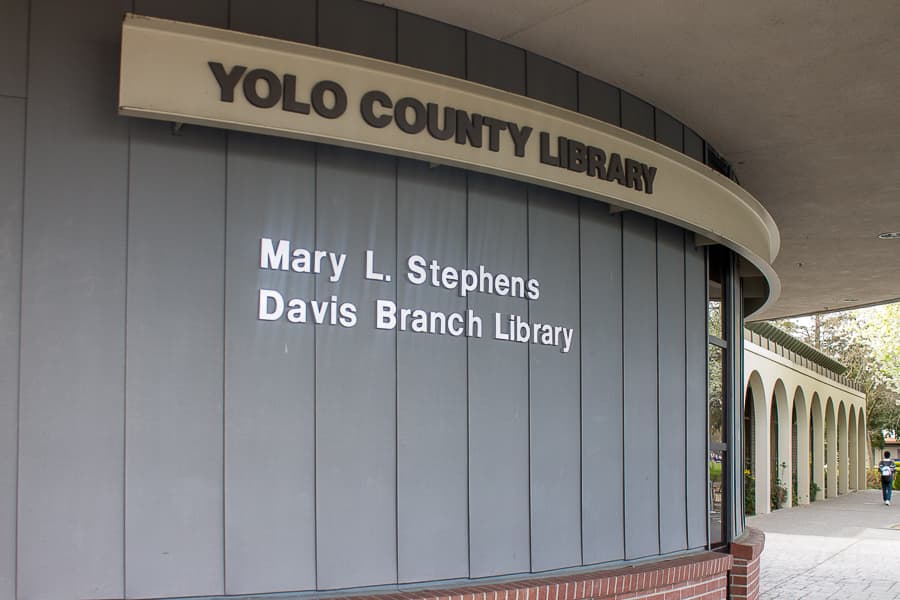 YOLO COUNTY LIBRARY
Mary L. Stephens
Davis Branch Library